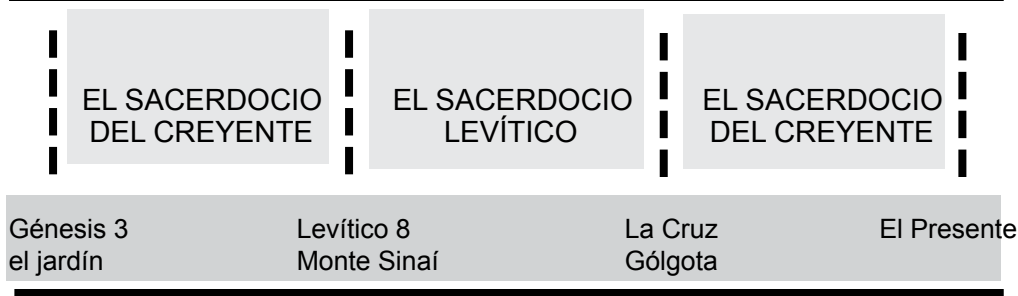 EL SACERDOCIO
DEL CREYENTE
EL SACERDOCIO
LEVÍTICO
EL SACERDOCIO
DEL CREYENTE
Génesis 3
el jardín
Levítico 8
Monte Sinaí
La Cruz
Gólgota
El Presente